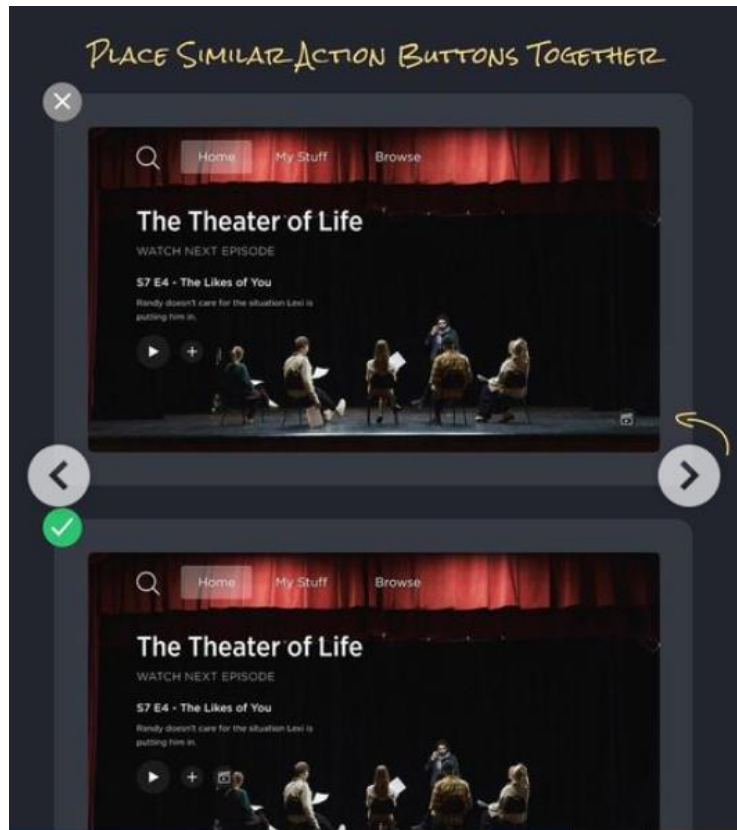 PLACE SIMILAR ACTION BUTTONS TOGETHER
Home My Stuff Browse
The Theater of Life
WATCH NEXT EPISODE
S7 E4 - The Likes of You
Randy doesn't care for the situation Lexi is
putting him in.
Home My Stuff Browse
The Theater of Life
WATCH NEXT EPISODE
S7 E4 - The Likes of You
Randy doesn't care for the situation Lexi is
putting him in.